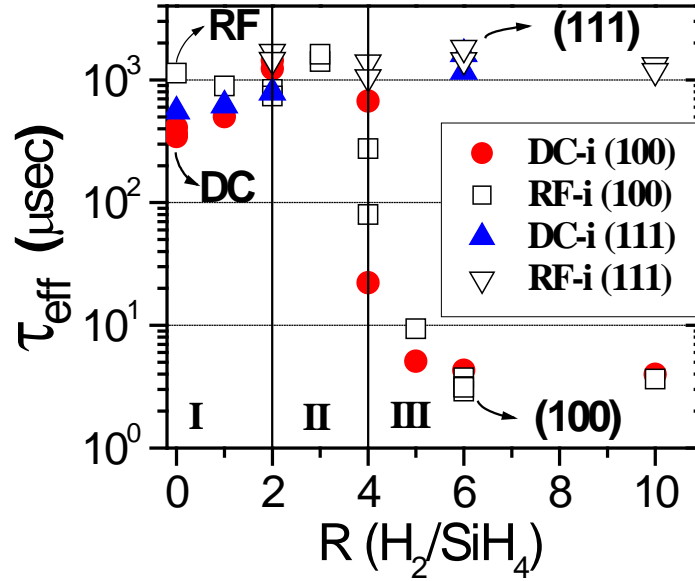 10³
10²
10¹
10⁰
τeff (μsec)
RF
DC
(111)
DC-i (100)
RF-i (100)
DC-i (111)
RF-i (111)
I
II
III
(100)
0 2 4 6 8 10
R (H₂/SiH₄)